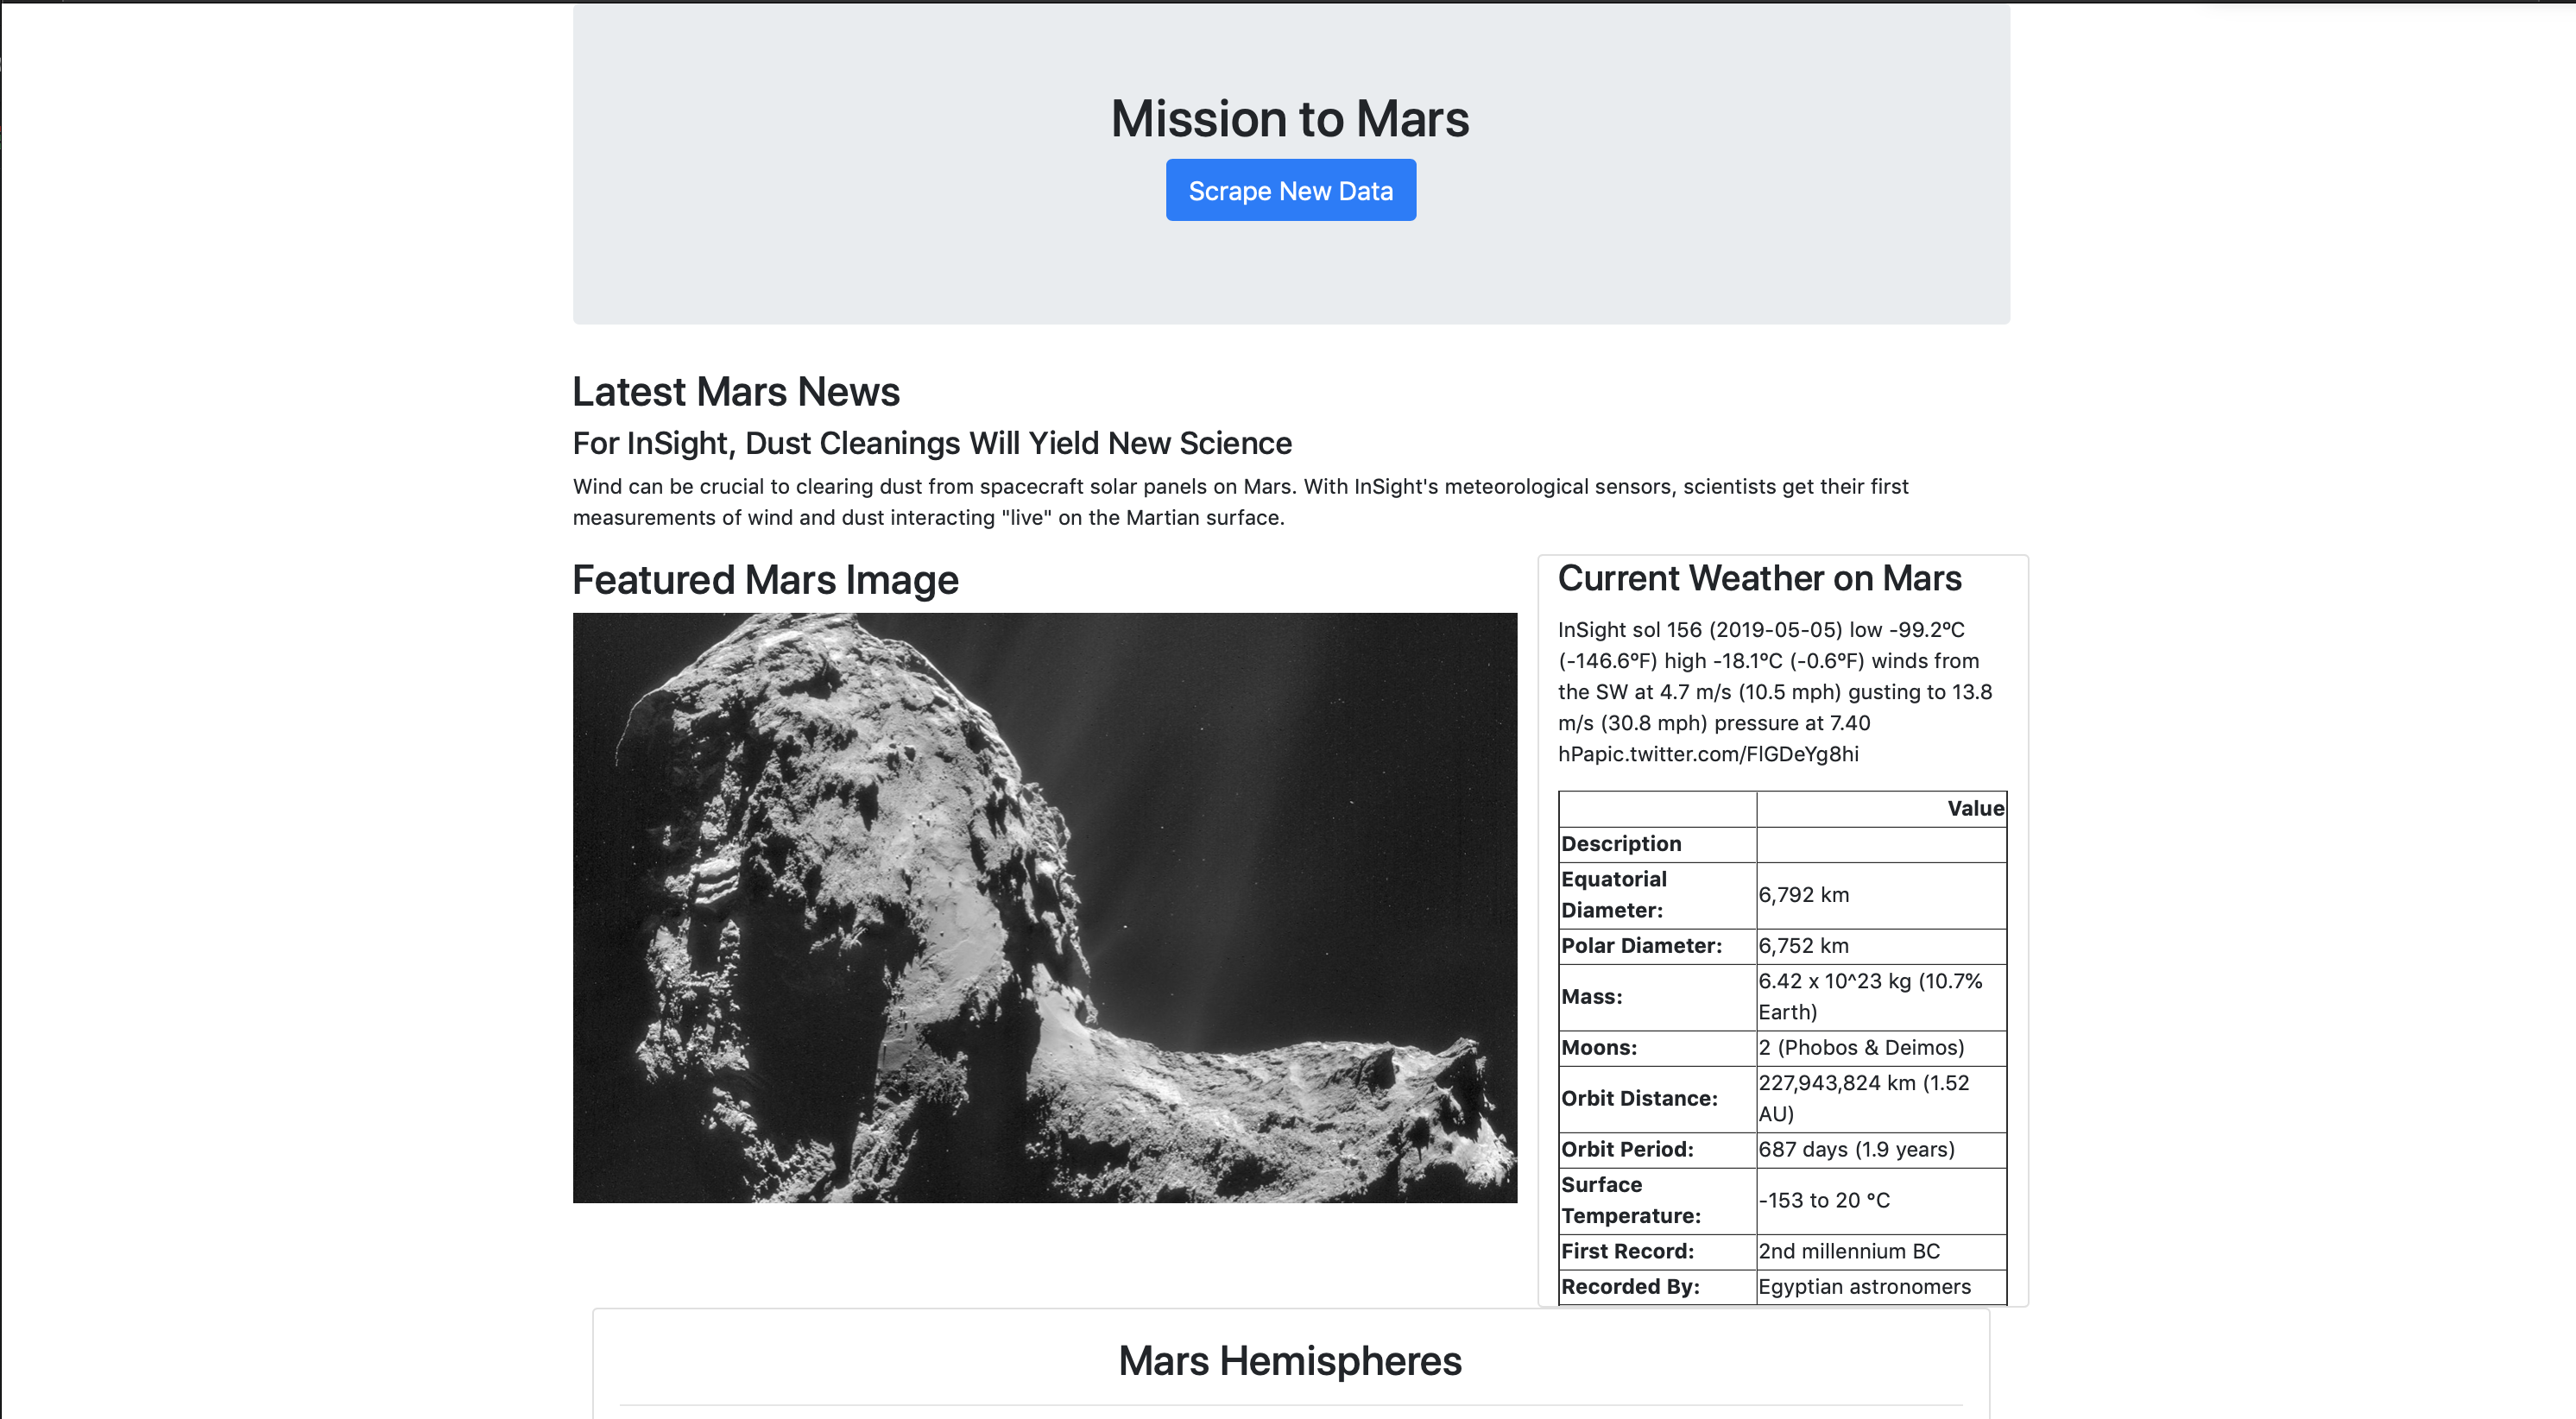 Mission to Mars
Scrape New Data
Latest Mars News
For InSight, Dust Cleanings Will Yield New Science
Wind can be crucial to clearing dust from spacecraft solar panels on Mars. With InSight's meteorological sensors, scientists get their first
measurements of wind and dust interacting "live" on the Martian surface.
Featured Mars Image
Current Weather on Mars
InSight sol 156 (2019-05-05) low -99.2ºC
(-146.6ºF) high -18.1ºC (-0.6ºF) winds from
the SW at 4.7 m/s (10.5 mph) gusting to 13.8
m/s (30.8 mph) pressure at 7.40
hPapic.twitter.com/FlGDeYg8hi
Value
Description
Equatorial
Diameter:
6,792 km
Polar Diameter:
6,752 km
Mass:
6.42 x 10^23 kg (10.7%
Earth)
Moons:
2 (Phobos & Deimos)
Orbit Distance:
227,943,824 km (1.52
AU)
Orbit Period:
687 days (1.9 years)
Surface
Temperature:
-153 to 20 °C
First Record:
2nd millennium BC
Recorded By:
Egyptian astronomers
Mars Hemispheres